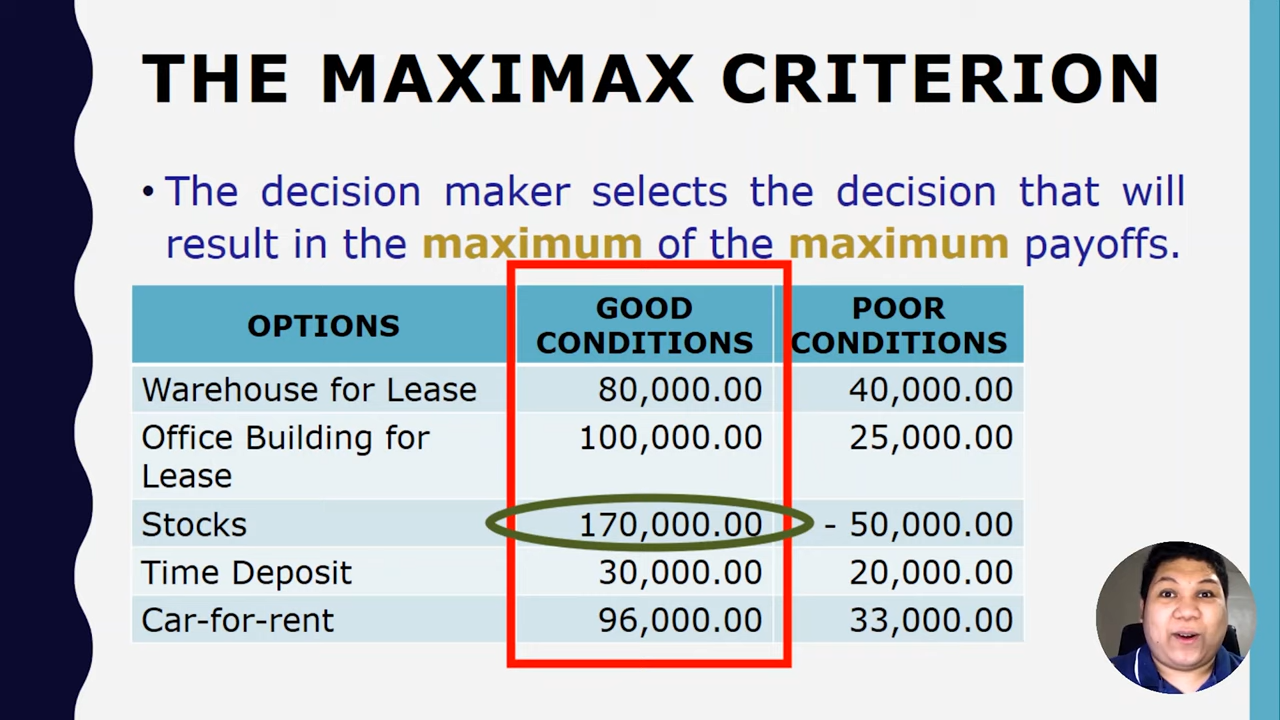 THE MAXIMAX CRITERION
• The decision maker selects the decision that will
result in the maximum of the maximum payoffs.
OPTIONS GOOD CONDITIONS POOR CONDITIONS
Warehouse for Lease 80,000.00 40,000.00
Office Building for Lease 100,000.00 25,000.00
Stocks 170,000.00 - 50,000.00
Time Deposit 30,000.00 20,000.00
Car-for-rent 96,000.00 33,000.00